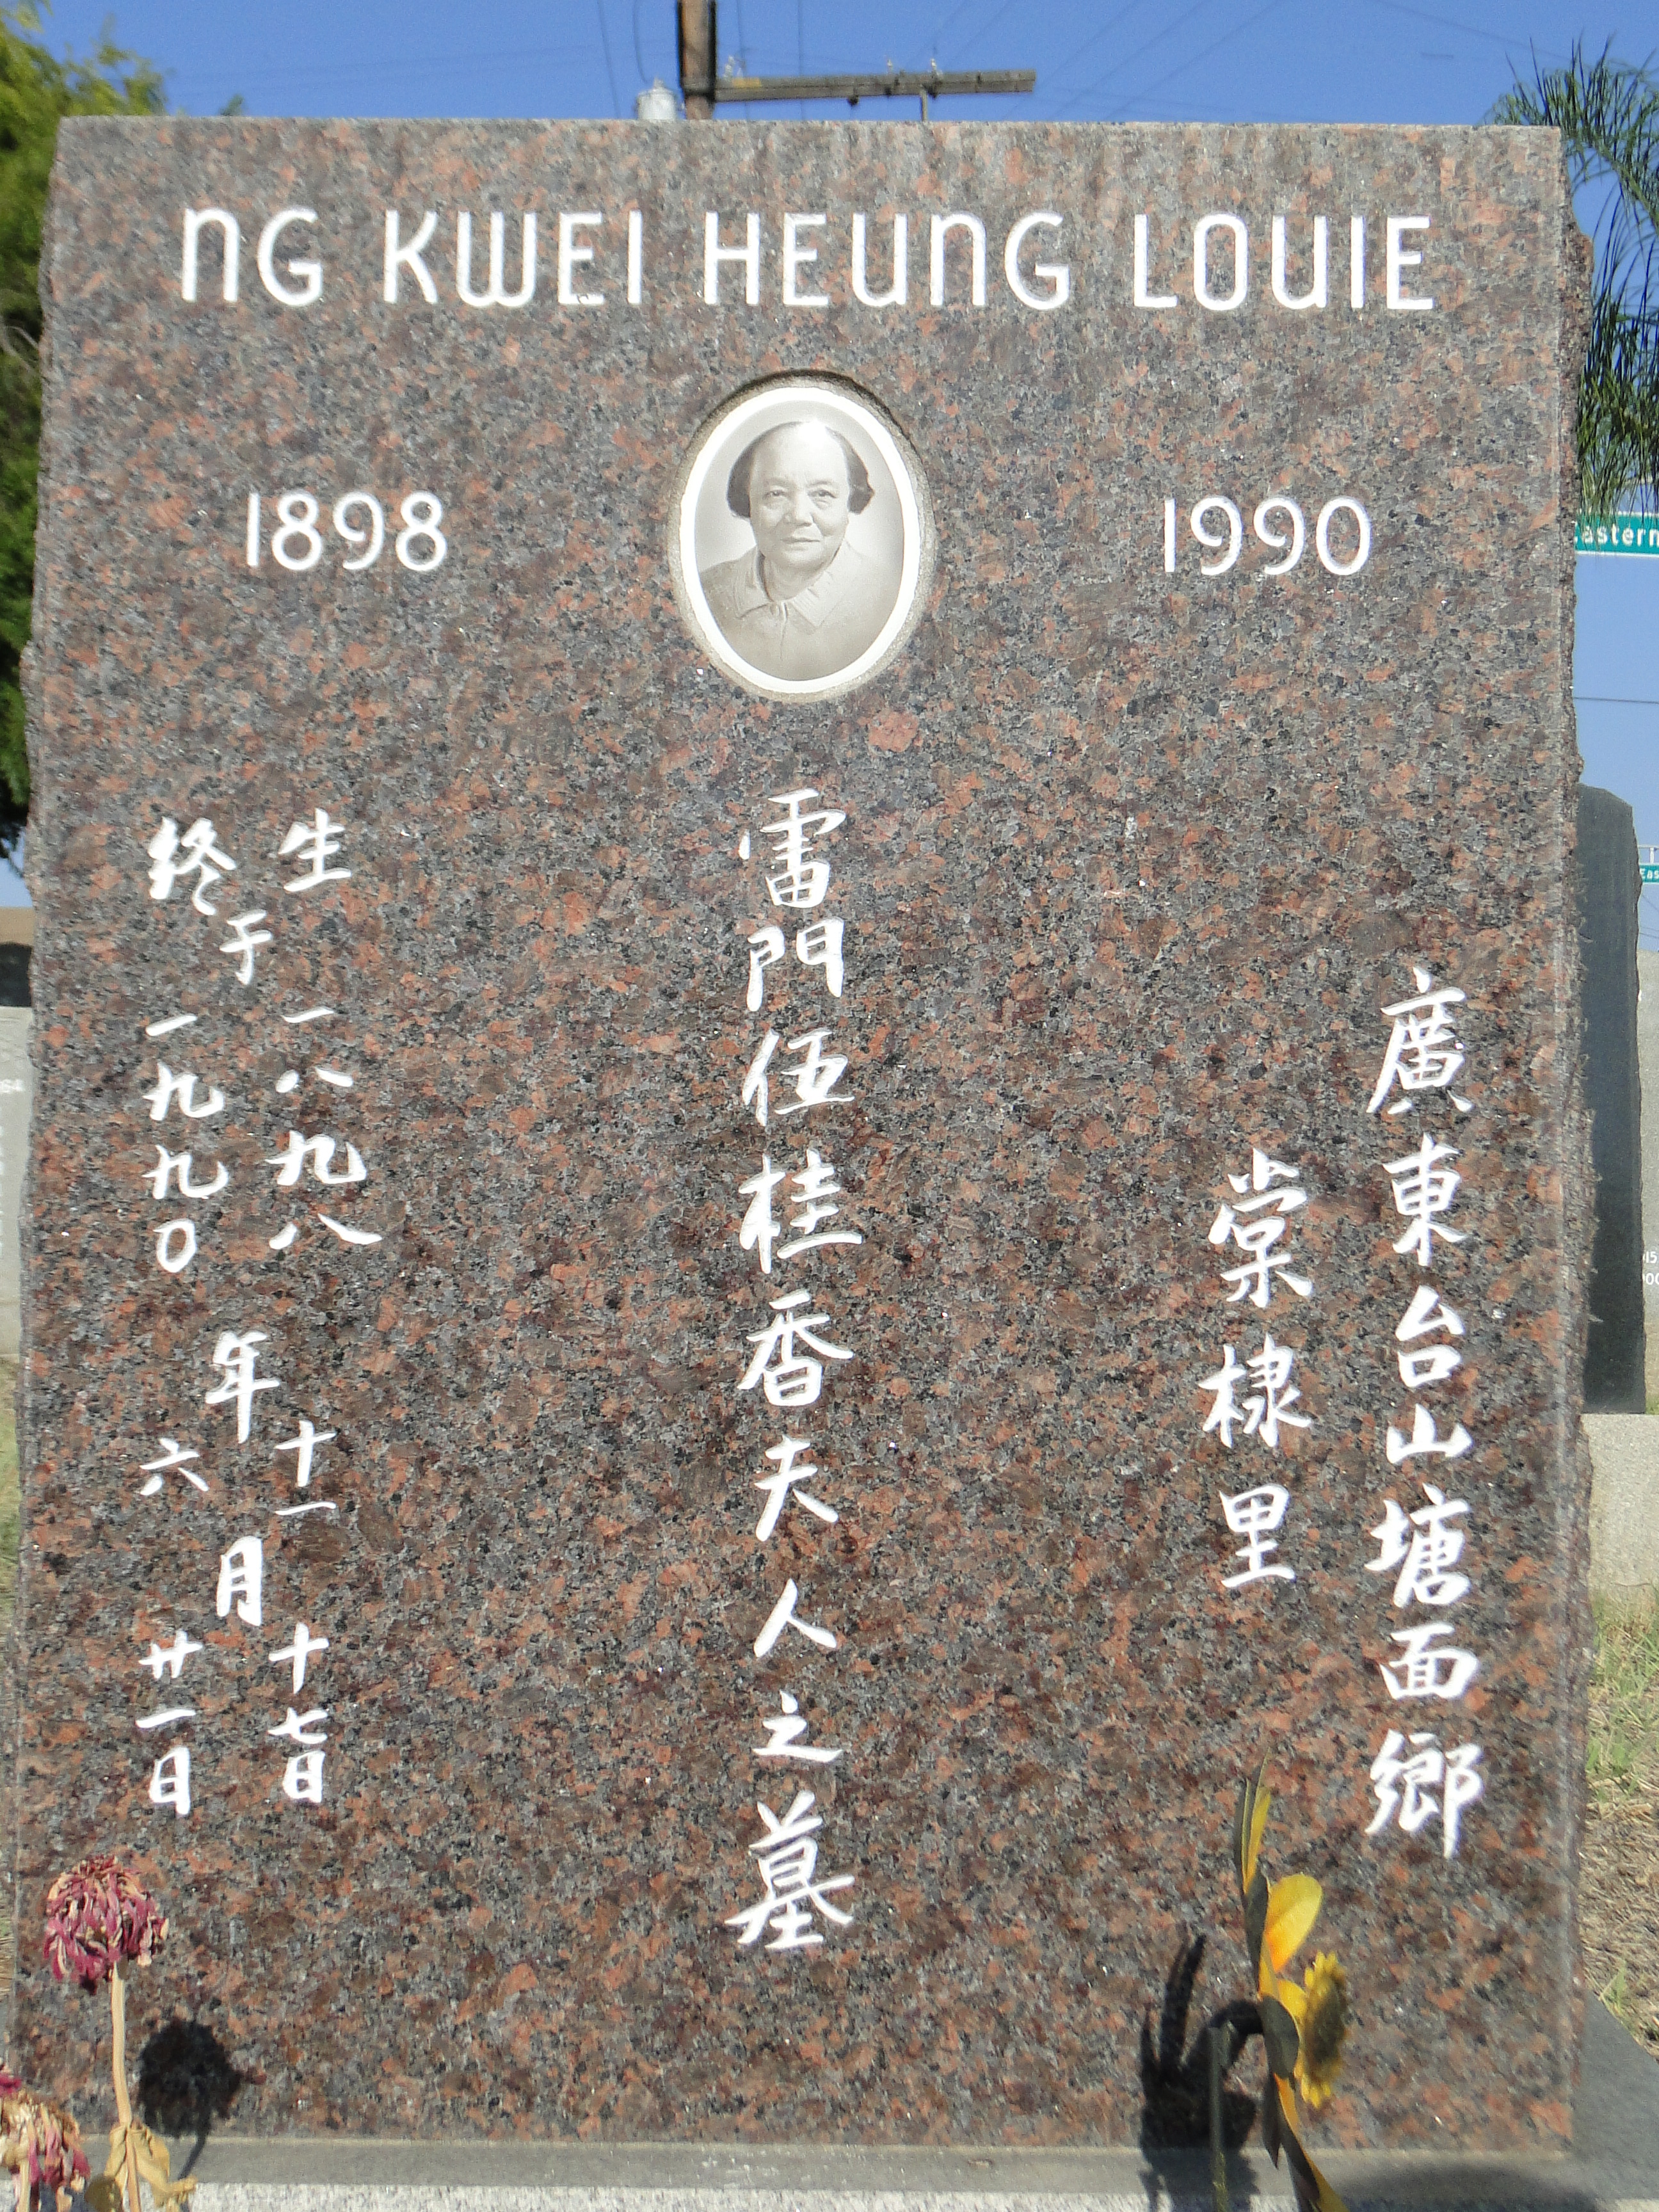 NG KWEI HEUNG LOUIE
1898
1990
廣東台山塘面鄉
棠棣里
雷門伍桂香夫人之墓
生于一八九八年十一月十七日
終于一九九〇年六月廿一日
Eastern